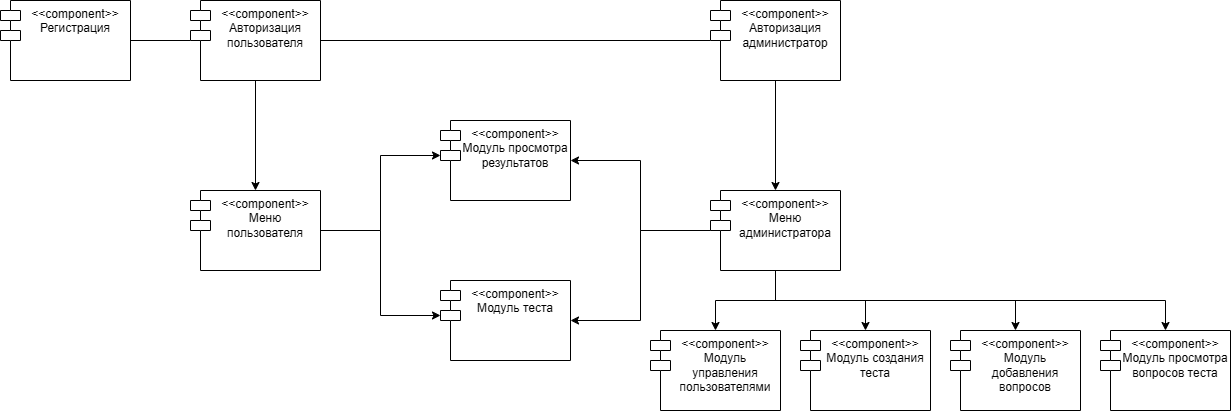 <<component>>
Регистрация
<<component>>
Авторизация
пользователя
<<component>>
Авторизация
администратор
<<component>>
Модуль просмотра
результатов
<<component>>
Меню
пользователя
<<component>>
Меню
администратора
<<component>>
Модуль теста
<<component>>
Модуль
управления
пользователями
<<component>>
Модуль создания
теста
<<component>>
Модуль
добавления
вопросов
<<component>>
Модуль просмотра
вопросов теста